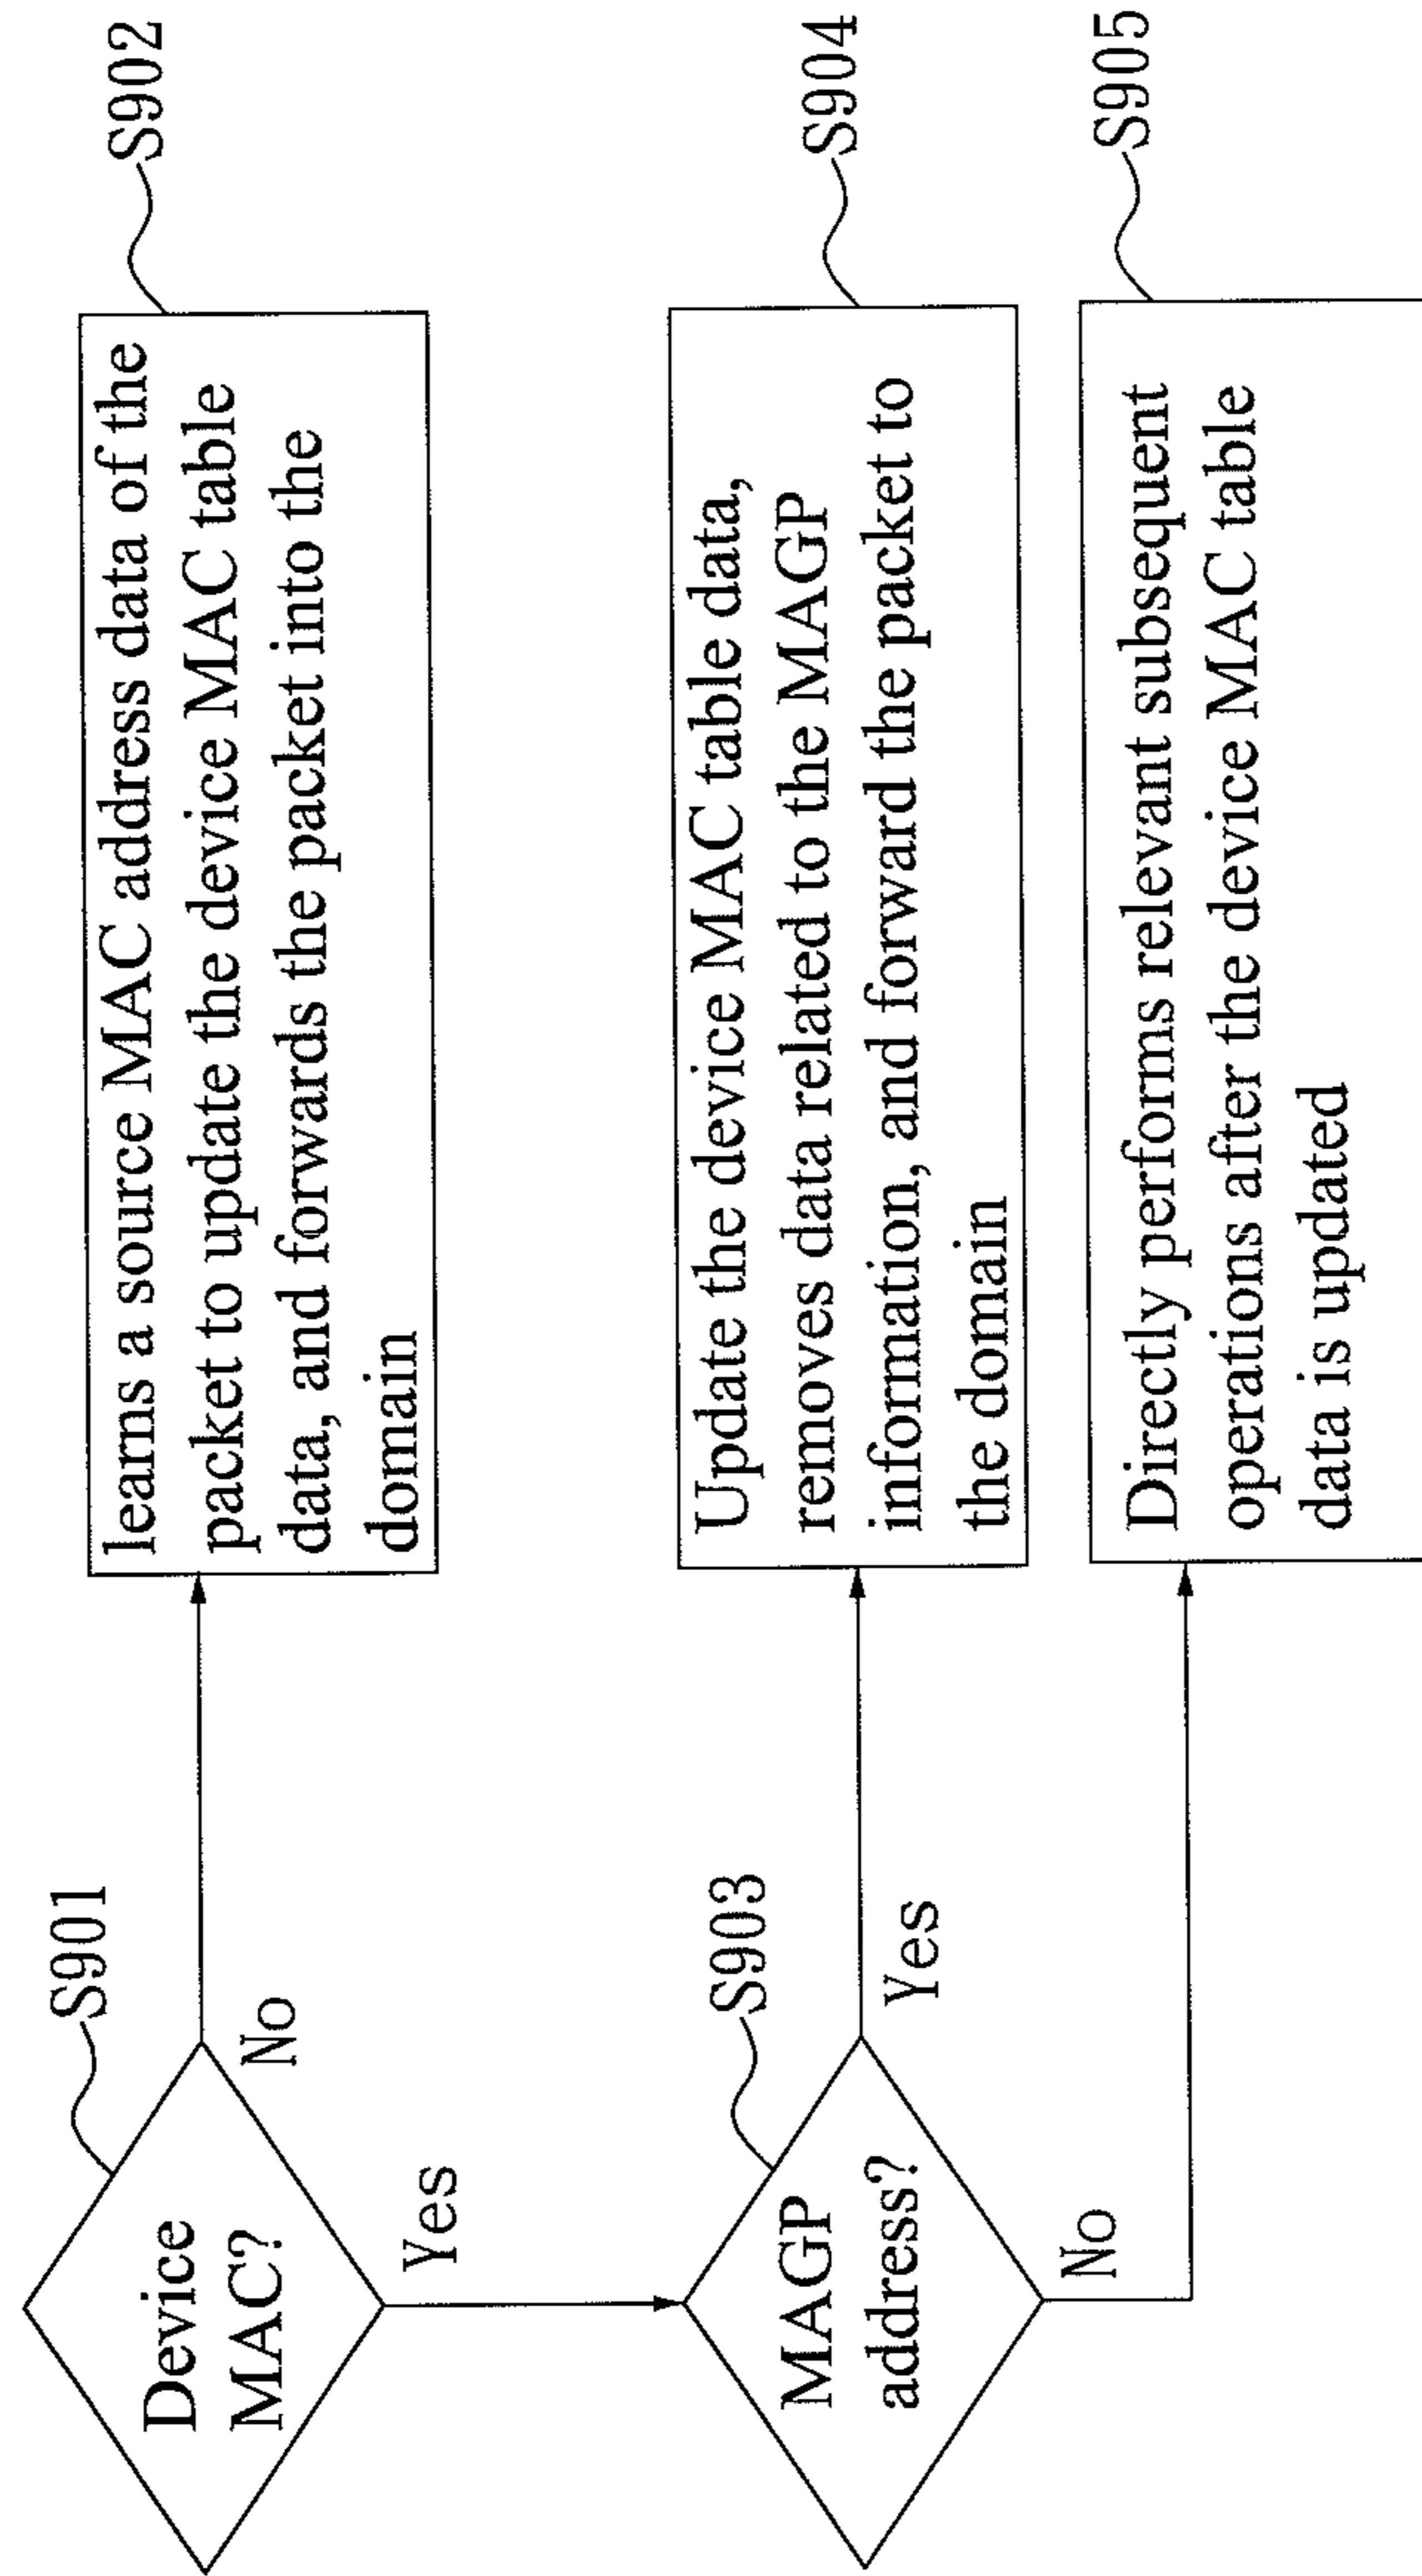 S901
Device
MAC?
No
Yes
S902
learns a source MAC address data of the
packet to update the device MAC table
data, and forwards the packet into the
domain
S903
MAGP
address?
Yes
No
S904
Update the device MAC table data,
removes data related to the MAGP
information, and forward the packet to
the domain
S905
Directly performs relevant subsequent
operations after the device MAC table
data is updated